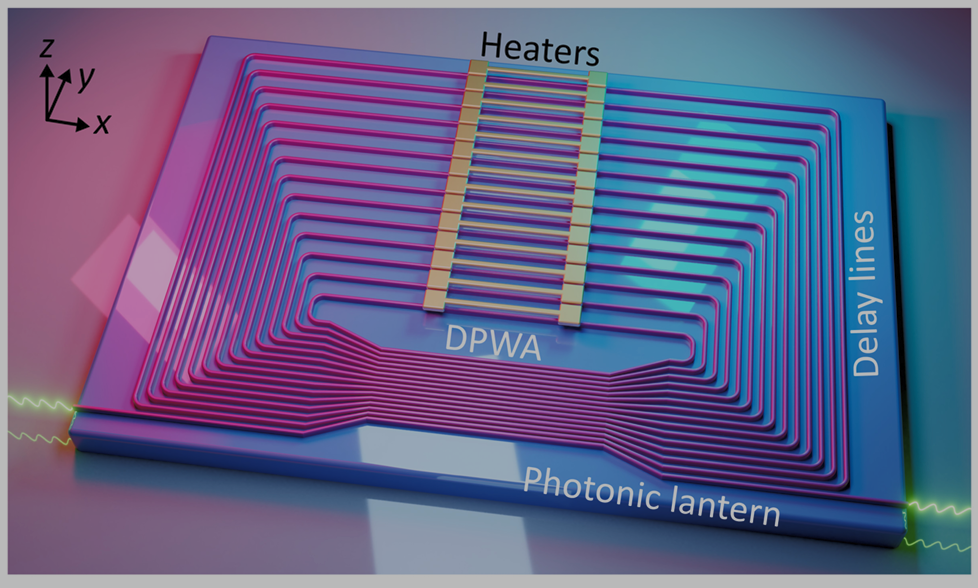 Heaters
z
y
x
Delay lines
DPWA
Photonic lantern